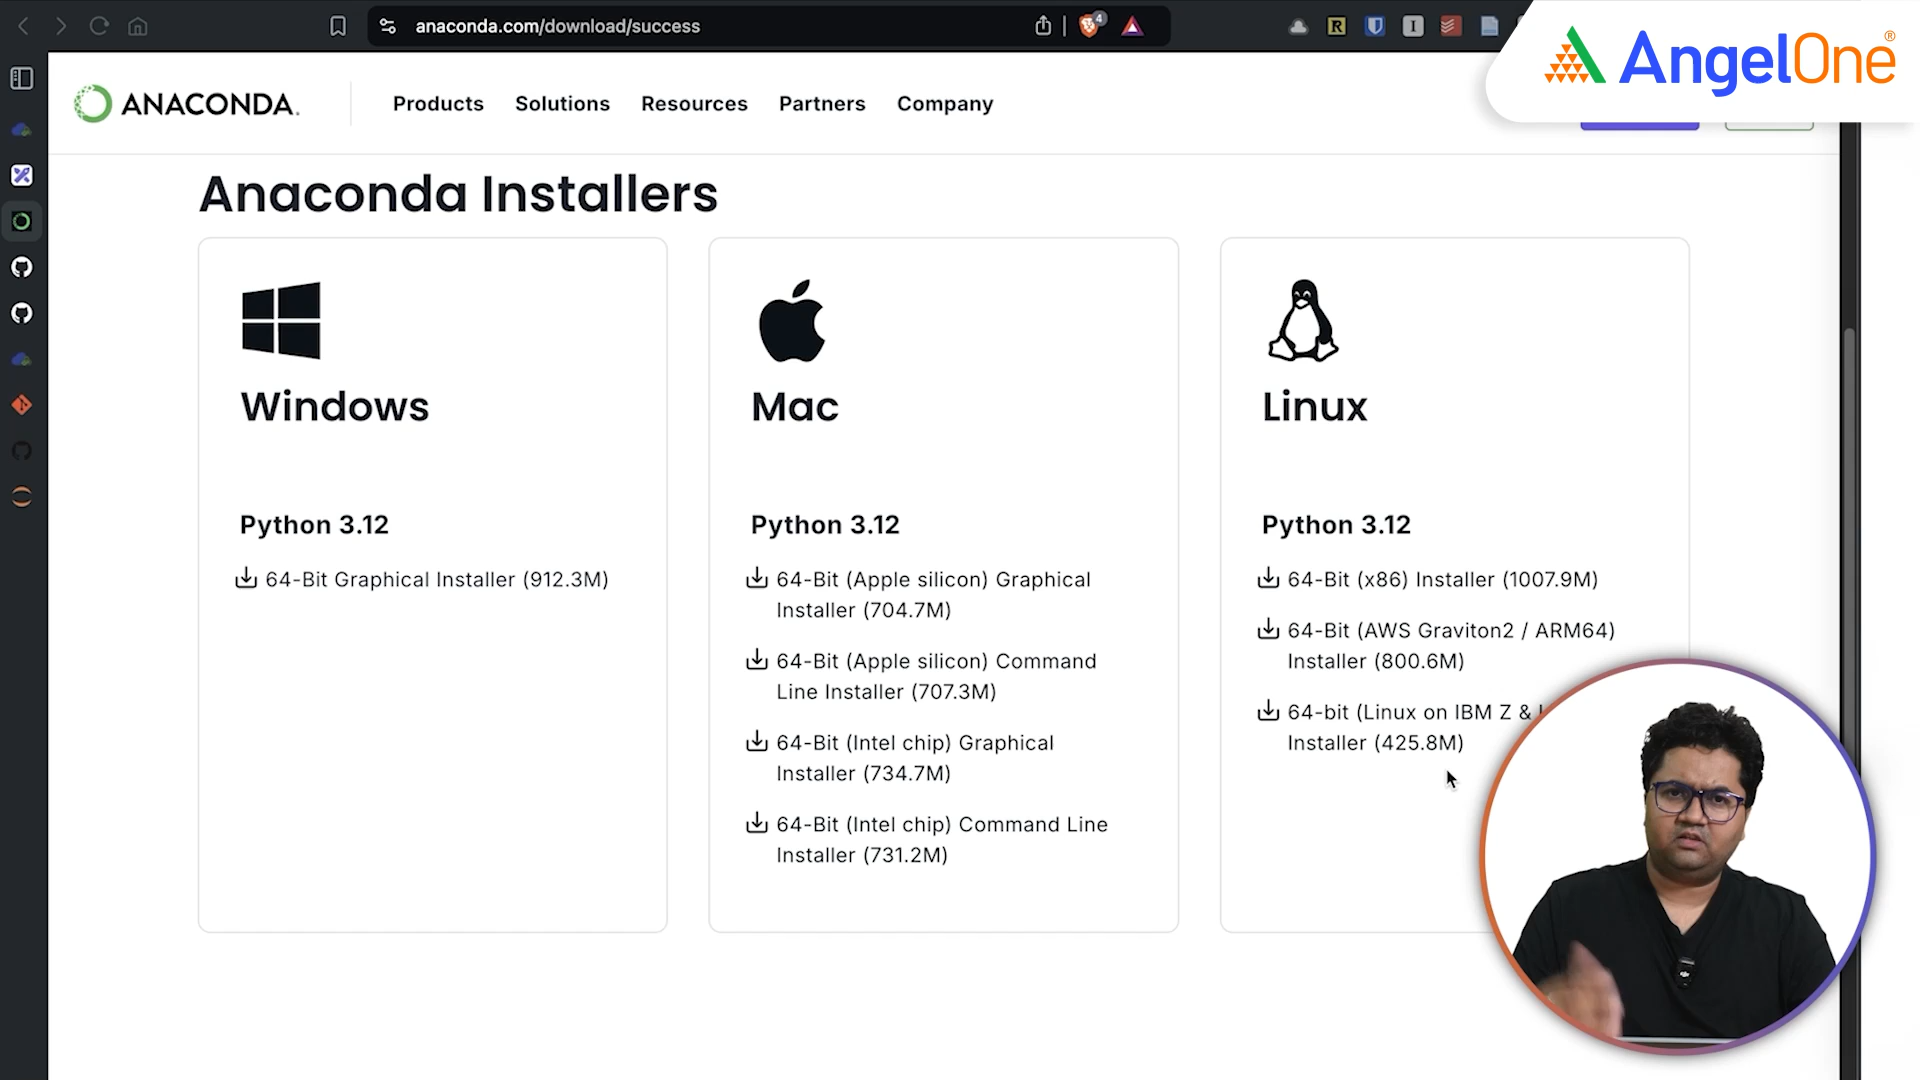 anaconda.com/download/success
4
R
I
AngelOne®
ANACONDA.
Products
Solutions
Resources
Partners
Company
Anaconda Installers
Windows
Python 3.12
64-Bit Graphical Installer (912.3M)
Mac
Python 3.12
64-Bit (Apple silicon) Graphical
Installer (704.7M)
64-Bit (Apple silicon) Command
Line Installer (707.3M)
64-Bit (Intel chip) Graphical
Installer (734.7M)
64-Bit (Intel chip) Command Line
Installer (731.2M)
Linux
Python 3.12
64-Bit (x86) Installer (1007.9M)
64-Bit (AWS Graviton2 / ARM64)
Installer (800.6M)
64-bit (Linux on IBM Z &
Installer (425.8M)